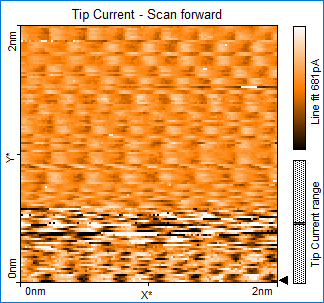 Tip Current - Scan forward
2nm
Y*
0nm
0nm
X*
2nm
Line fit 681pA
Tip Current range